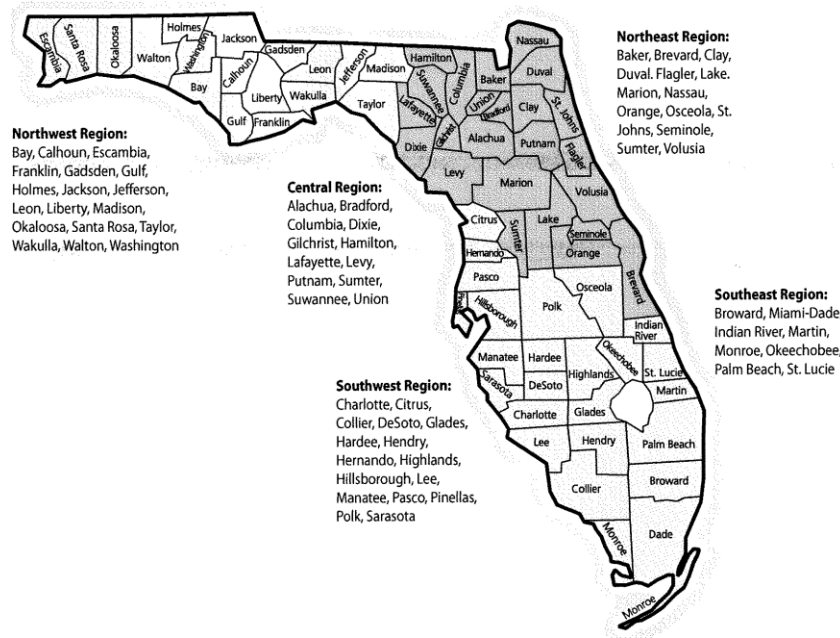 Holmes
Jackson
Escambia
Santa Rosa
Okaloosa
Walton
Washington
Bay
Calhoun
Gadsden
Liberty
Gulf
Franklin
Leon
Wakulla
Jefferson
Madison
Taylor
Hamilton
Suwannee
Lafayette
Columbia
Dixie
Gilchrist
Baker
Union
Bradford
Alachua
Levy
Nassau
Duval
Clay
St. Johns
Putnam
Flagler
Marion
Volusia
Citrus
Sumter
Lake
Seminole
Orange
Hernando
Pasco
Brevard
Osceola
Polk
Hillsborough
Indian
River
Manatee
Hardee
Highlands
Okeechobee
St. Lucie
Sarasota
DeSoto
Martin
Charlotte
Glades
Lee
Hendry
Palm Beach
Collier
Broward
Monroe
Dade
Monroe
Northeast Region:
Baker, Brevard, Clay,
Duval. Flagler, Lake.
Marion, Nassau,
Orange, Osceola, St.
Johns, Seminole,
Sumter, Volusia
Northwest Region:
Bay, Calhoun, Escambia,
Franklin, Gadsden, Gulf,
Holmes, Jackson, Jefferson,
Leon, Liberty, Madison,
Okaloosa, Santa Rosa, Taylor,
Wakulla, Walton, Washington
Central Region:
Alachua, Bradford,
Columbia, Dixie,
Gilchrist, Hamilton,
Lafayette, Levy,
Putnam, Sumter,
Suwannee, Union
Southeast Region:
Broward, Miami-Dade
Indian River, Martin,
Monroe, Okeechobee,
Palm Beach, St. Lucie
Southwest Region:
Charlotte, Citrus,
Collier, DeSoto, Glades,
Hardee, Hendry,
Hernando, Highlands,
Hillsborough, Lee,
Manatee, Pasco, Pinellas,
Polk, Sarasota